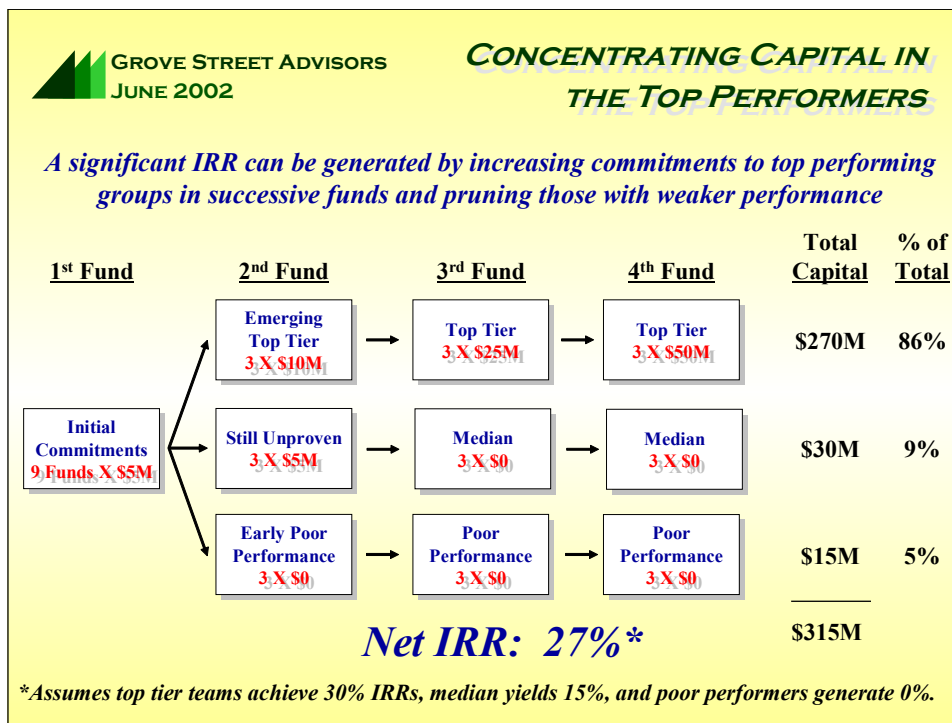 GROVE STREET ADVISORS
JUNE 2002
CONCENTRATING CAPITAL IN
THE TOP PERFORMERS
A significant IRR can be generated by increasing commitments to top performing
groups in successive funds and pruning those with weaker performance
1st Fund
2nd Fund
3rd Fund
4th Fund
Total
Capital
% of
Total
Emerging
Top Tier
3 X $10M
Top Tier
3 X $25M
Top Tier
3 X $50M
$270M
86%
Initial
Commitments
9 Funds X $5M
Still Unproven
3 X $5M
Median
3 X $0
Median
3 X $0
$30M
9%
Early Poor
Performance
3 X $0
Poor
Performance
3 X $0
Poor
Performance
3 X $0
$15M
5%
$315M
Net IRR: 27%*
*Assumes top tier teams achieve 30% IRRs, median yields 15%, and poor performers generate 0%.